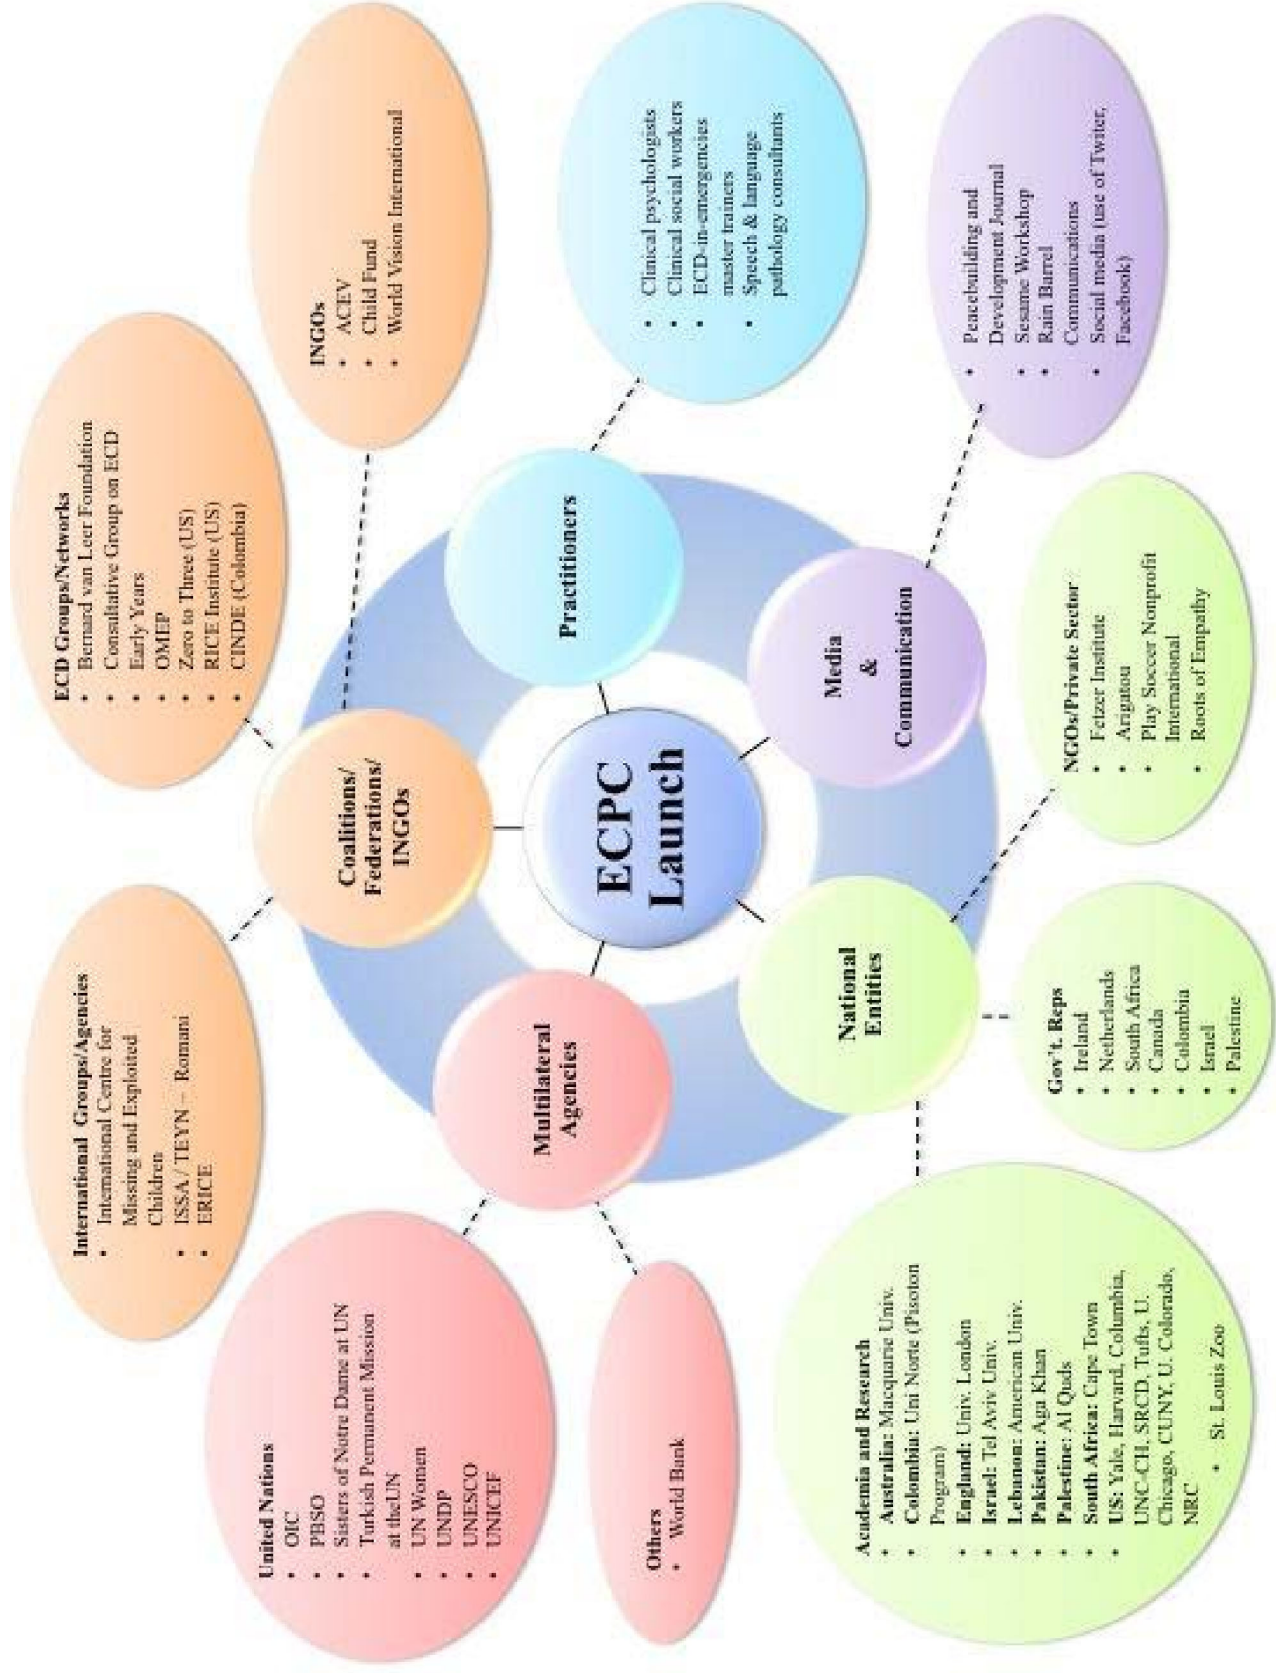 ECPC
Launch
Coalitions/
Federations/
INGOs
International Groups/Agencies
• International Centre for
Missing and Exploited
Children
• ISSA / TEYN – Romani
• ERICE
ECD Groups/Networks
• Bernard van Leer Foundation
• Consultative Group on ECD
• Early Years
• OMEP
• Zero to Three (US)
• RICE Institute (US)
• CINDE (Colombia)
INGOs
• ACEV
• Child Fund
• World Vision International
Practitioners
• Clinical psychologists
• Clinical social workers
• ECD-in-emergencies
master trainers
• Speech & language
pathology consultants
Media
&
Communication
• Peacebuilding and
Development Journal
• Sesame Workshop
• Rain Barrel
Communications
• Social media (use of Twiter,
Facebook)
National
Entities
NGOs/Private Sector
• Fetzer Institute
• Arigatou
• Play Soccer Nonprofit
International
• Roots of Empathy
Gov't. Reps
• Ireland
• Netherlands
• South Africa
• Canada
• Colombia
• Israel
• Palestine
Academia and Research
• Australia: Macquarie Univ.
• Colombia: Uni Norte (Pisoton
Program)
• England: Univ. London
• Israel: Tel Aviv Univ.
• Lebanon: American Univ.
• Pakistan: Aga Khan
• Palestine: Al Quds
• South Africa: Cape Town
• US: Yale, Harvard, Columbia,
UNC-CH, SRCD, Tufts, U.
Chicago, CUNY, U. Colorado,
NRC
• St. Louis Zoo
Multilateral
Agencies
United Nations
• OIC
• PBSO
• Sisters of Notre Dame at UN
• Turkish Permanent Mission
at theUN
• UN Women
• UNDP
• UNESCO
• UNICEF
Others
• World Bank